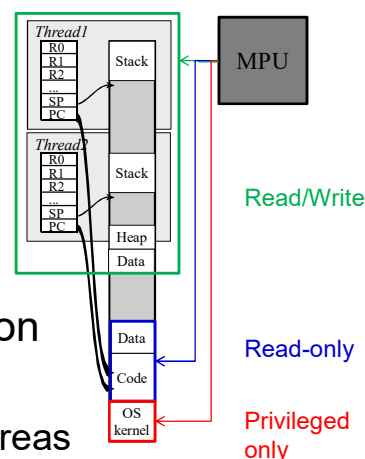 Thread1
R0
R1
R2
...
SP
PC
Stack
MPU
Thread2
R0
R1
R2
...
SP
PC
Stack
Read/Write
Heap
Data
on
Data
Read-only
Code
reas
OS
kernel
Privileged
only